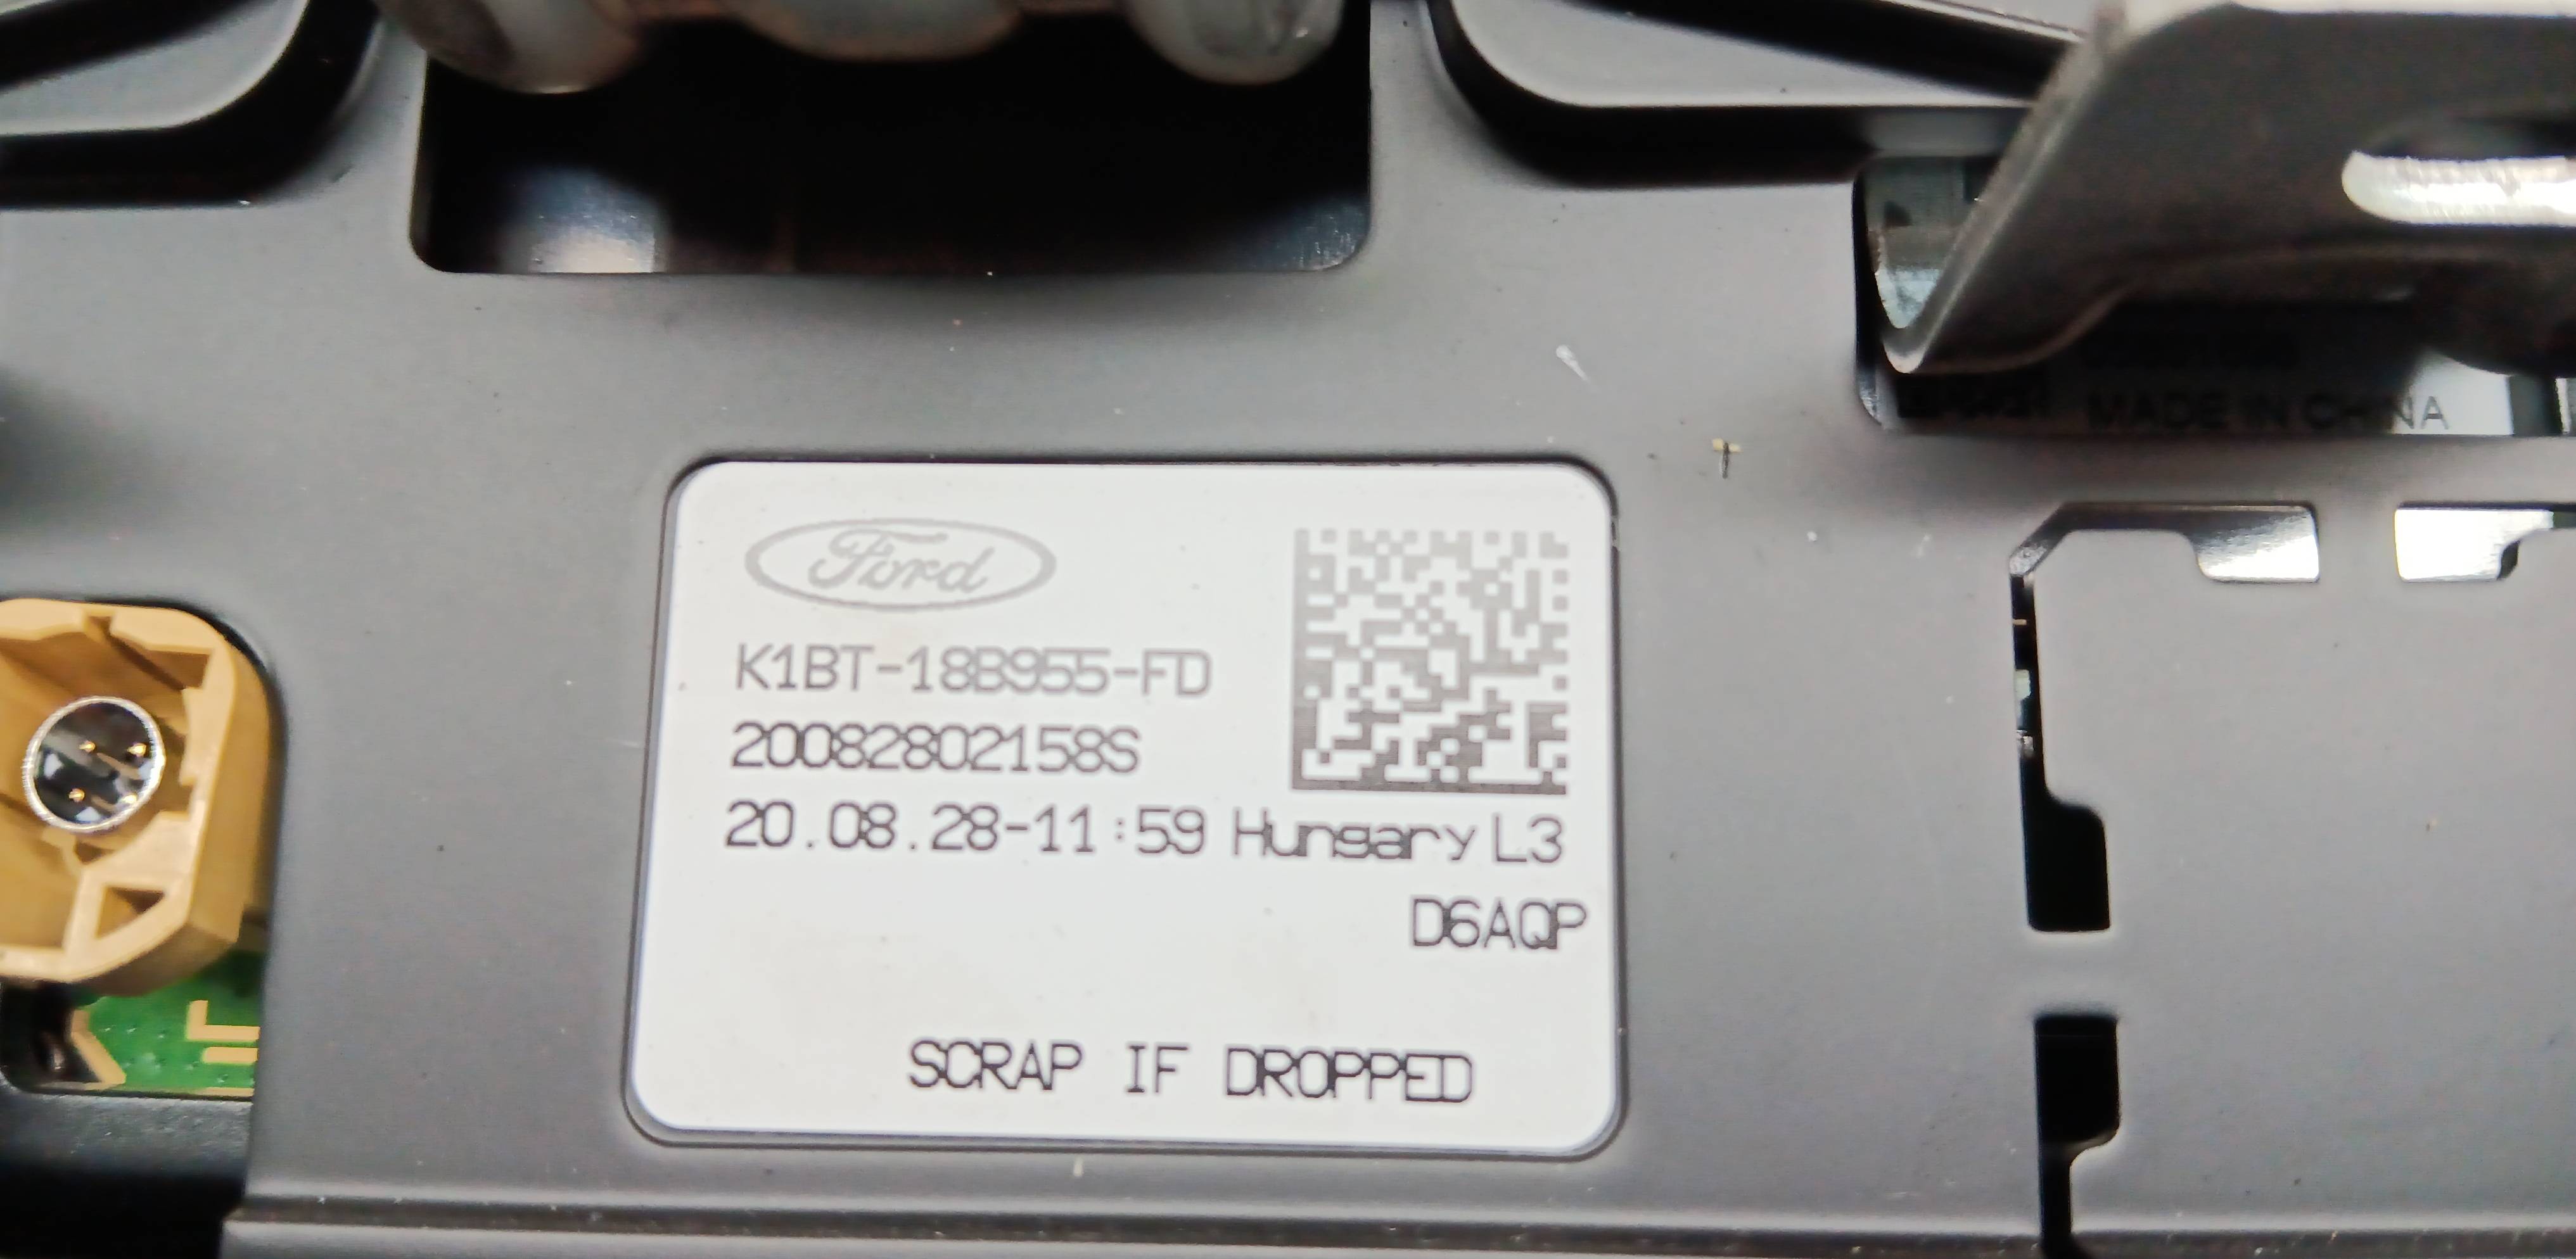 MADE IN CHINA
Ford
K1BT-18B955-FD
20082802158S
20.08.28-11:59 Hungary L3
D6AQP
SCRAP IF DROPPED